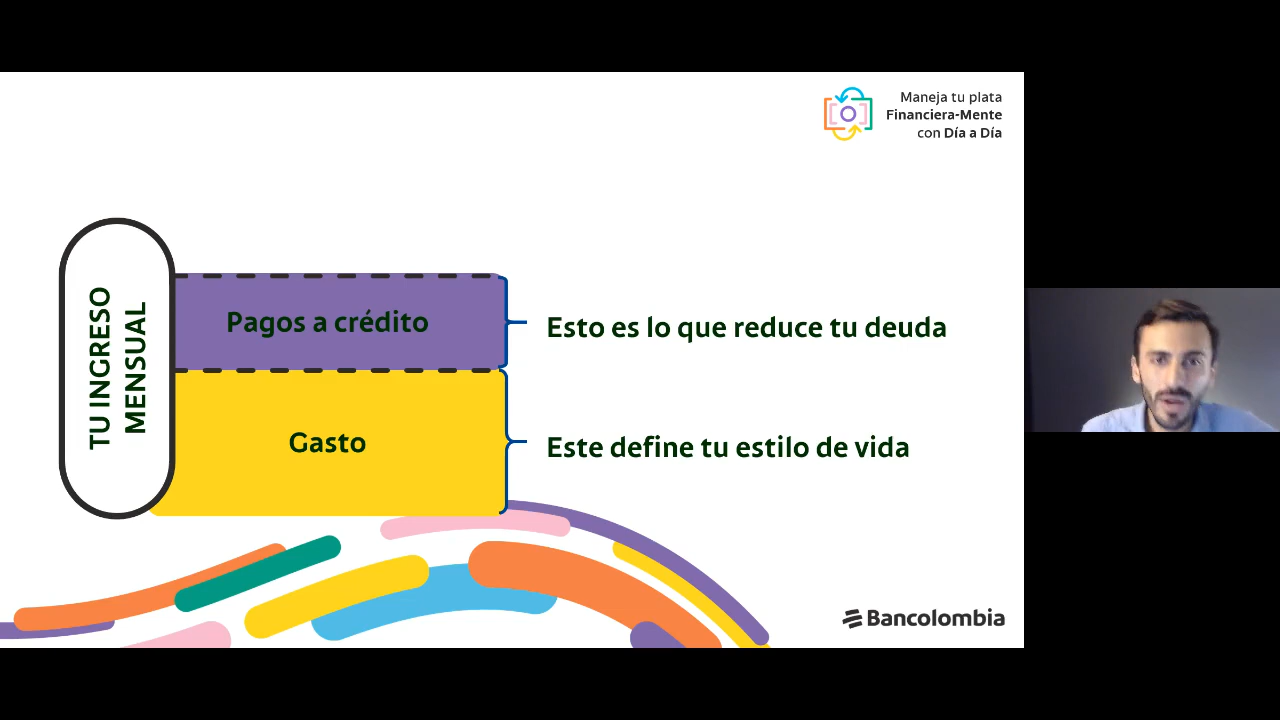 Maneja tu plata
Financiera-Mente
con Día a Día
TU INGRESO
MENSUAL
Pagos a crédito
Esto es lo que reduce tu deuda
Gasto
Este define tu estilo de vida
Bancolombia